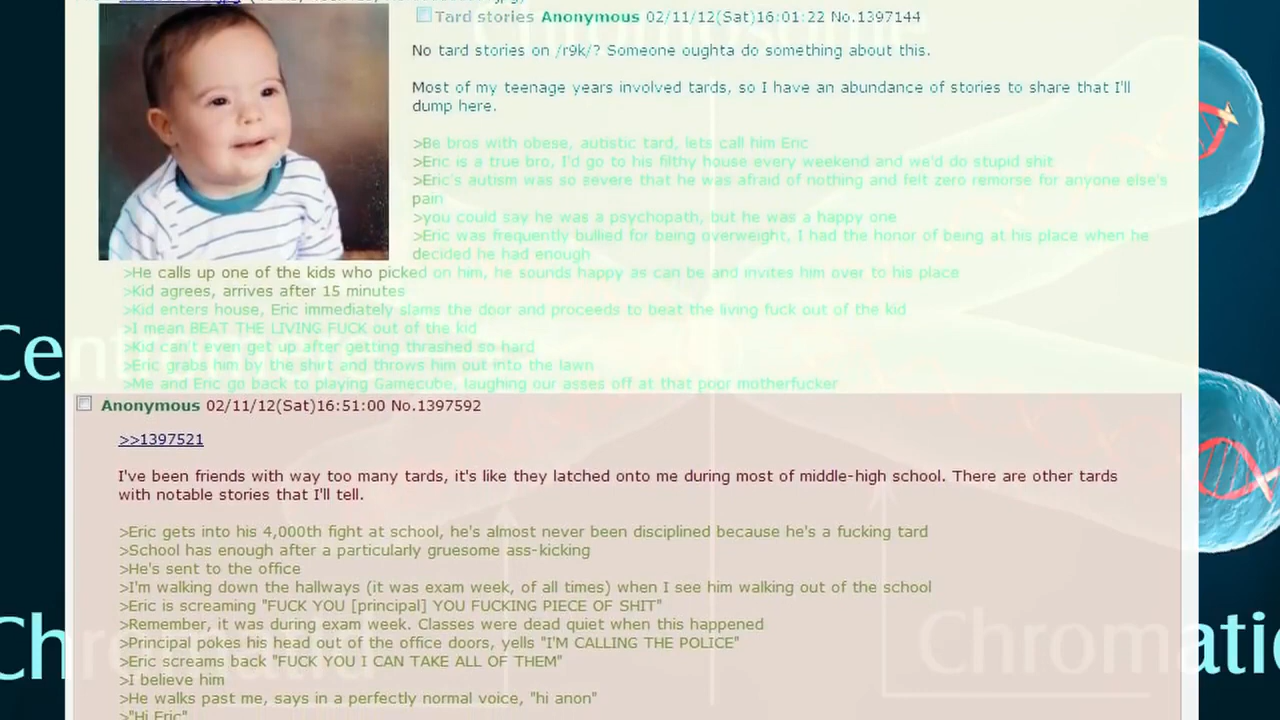 Tard stories Anonymous 02/11/12(Sat)16:01:22 No.1397144
No tard stories on /r9k/? Someone oughta do something about this.
Most of my teenage years involved tards, so I have an abundance of stories to share that I'll
dump here.
>Be bros with obese, autistic tard, lets call him Eric
>Eric is a true bro, I'd go to his filthy house every weekend and we'd do stupid shit
>Eric's autism was so severe that he was afraid of nothing and felt zero remorse for anyone else's
pain
>you could say he was a psychopath, but he was a happy one
>Eric was frequently bullied for being overweight, I had the honor of being at his place when he
decided he had enough
>He calls up one of the kids who picked on him, he sounds happy as can be and invites him over to his place
>Kid agrees, arrives after 15 minutes
>Kid enters house, Eric immediately slams the door and proceeds to beat the living fuck out of the kid
>I mean BEAT THE LIVING FUCK out of the kid
>Kid can't even get up after getting thrashed so hard
>Eric grabs him by the shirt and throws him out into the lawn
>Me and Eric go back to playing Gamecube, laughing our asses off at that poor motherfucker
Anonymous 02/11/12(Sat)16:51:00 No.1397592
>>1397521
I've been friends with way too many tards, it's like they latched onto me during most of middle-high school. There are other tards
with notable stories that I'll tell.
>Eric gets into his 4,000th fight at school, he's almost never been disciplined because he's a fucking tard
>School has enough after a particularly gruesome ass-kicking
>He's sent to the office
>I'm walking down the hallways (it was exam week, of all times) when I see him walking out of the school
>Eric is screaming "FUCK YOU [principal] YOU FUCKING PIECE OF SHIT"
>Remember, it was during exam week. Classes were dead quiet when this happened
>Principal pokes his head out of the office doors, yells "I'M CALLING THE POLICE"
>Eric screams back "FUCK YOU I CAN TAKE ALL OF THEM"
>I believe him
>He walks past me, says in a perfectly normal voice, "hi anon"
>"Hi Eric"
Chromatid